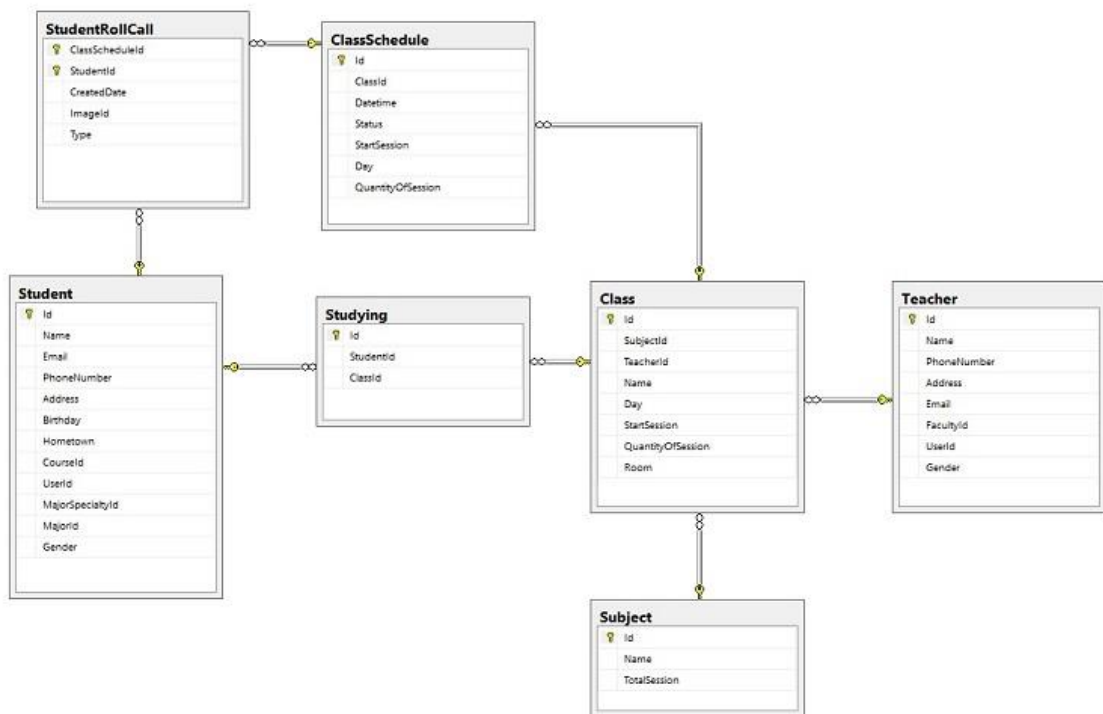 StudentRollCall
ClassScheduleId
StudentId
CreatedDate
ImageId
Type
ClassSchedule
Id
ClassId
Datetime
Status
StartSession
Day
QuantityOfSession
Student
Id
Name
Email
PhoneNumber
Address
Birthday
Hometown
CourseId
UserId
MajorSpecialtyId
MajorId
Gender
Studying
Id
StudentId
ClassId
Class
Id
SubjectId
TeacherId
Name
Day
StartSession
QuantityOfSession
Room
Teacher
Id
Name
PhoneNumber
Address
Email
FacultyId
UserId
Gender
Subject
Id
Name
TotalSession